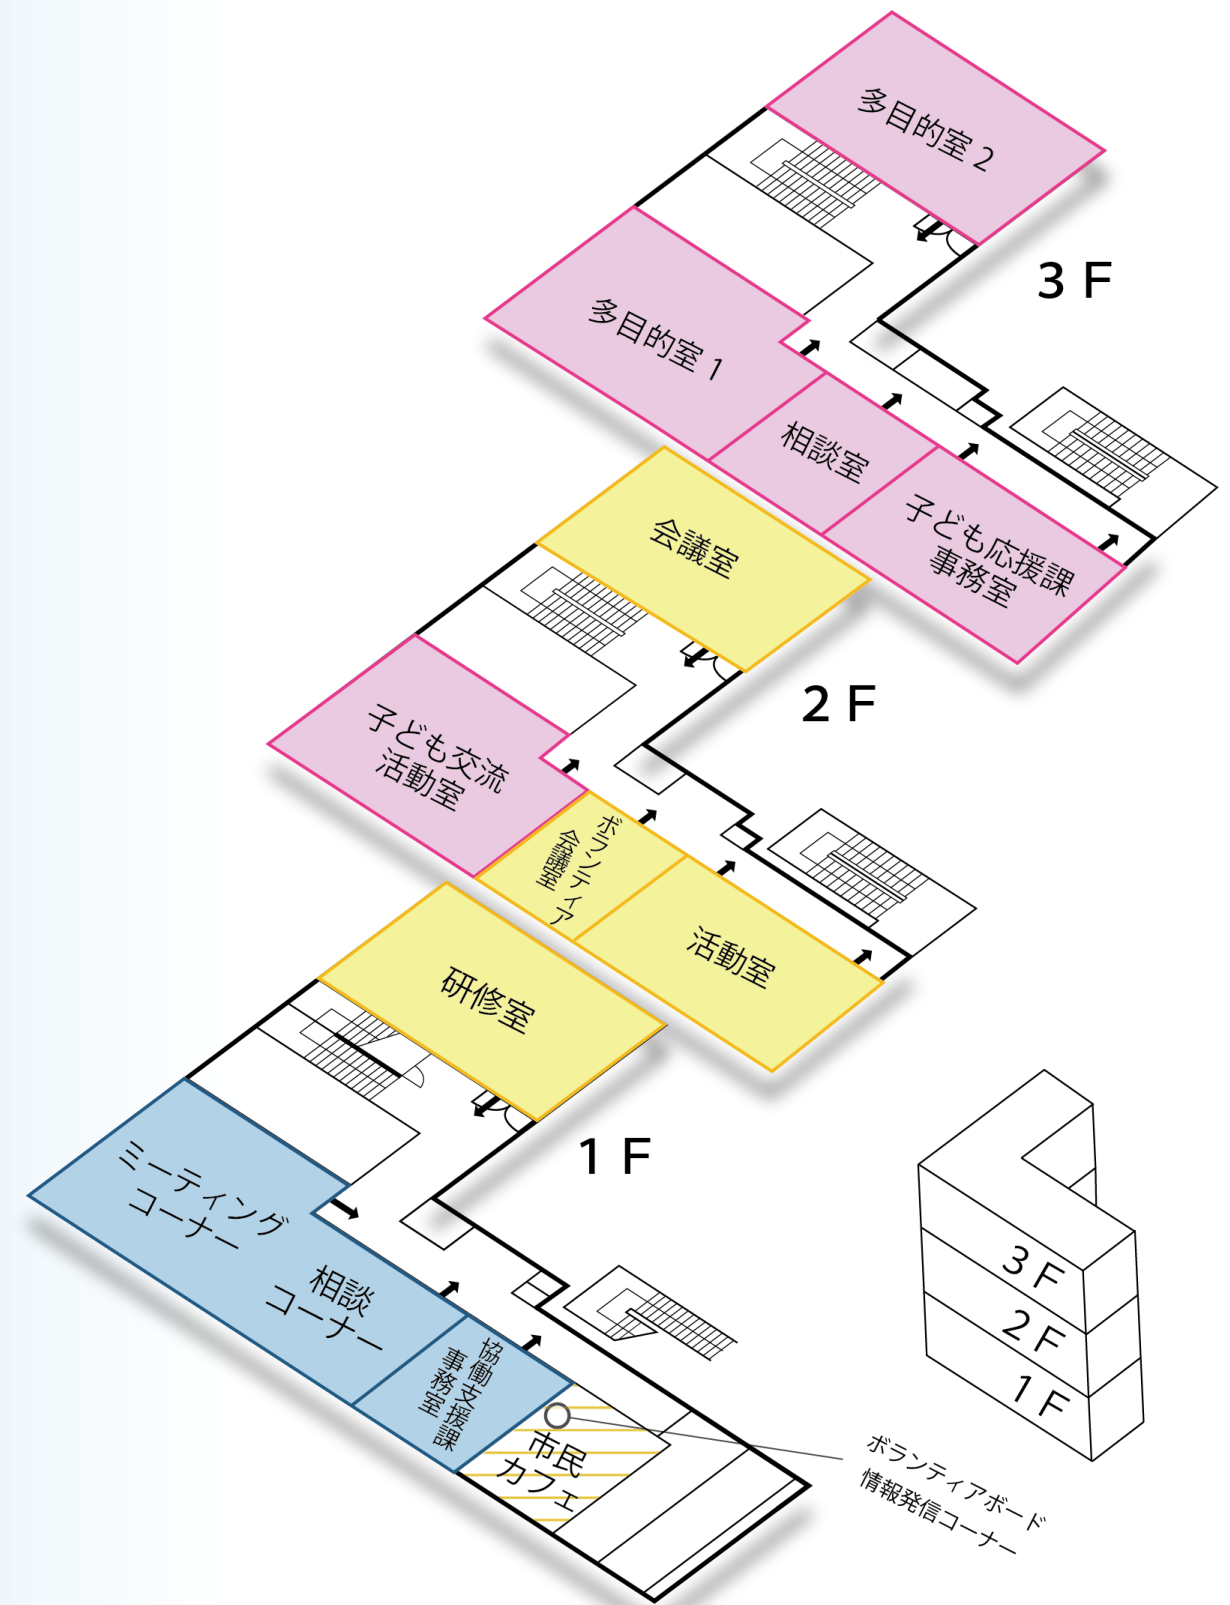 多目的室 2
3 F
多目的室 1
相談室
子ども応援課
事務室
会議室
2 F
子ども交流
活動室
ボランティア
会議室
活動室
研修室
1 F
ミーティング
コーナー
相談
コーナー
協働支援課
事務室
市民
カフェ
ボランティアボード
情報発信コーナー
3 F
2 F
1 F